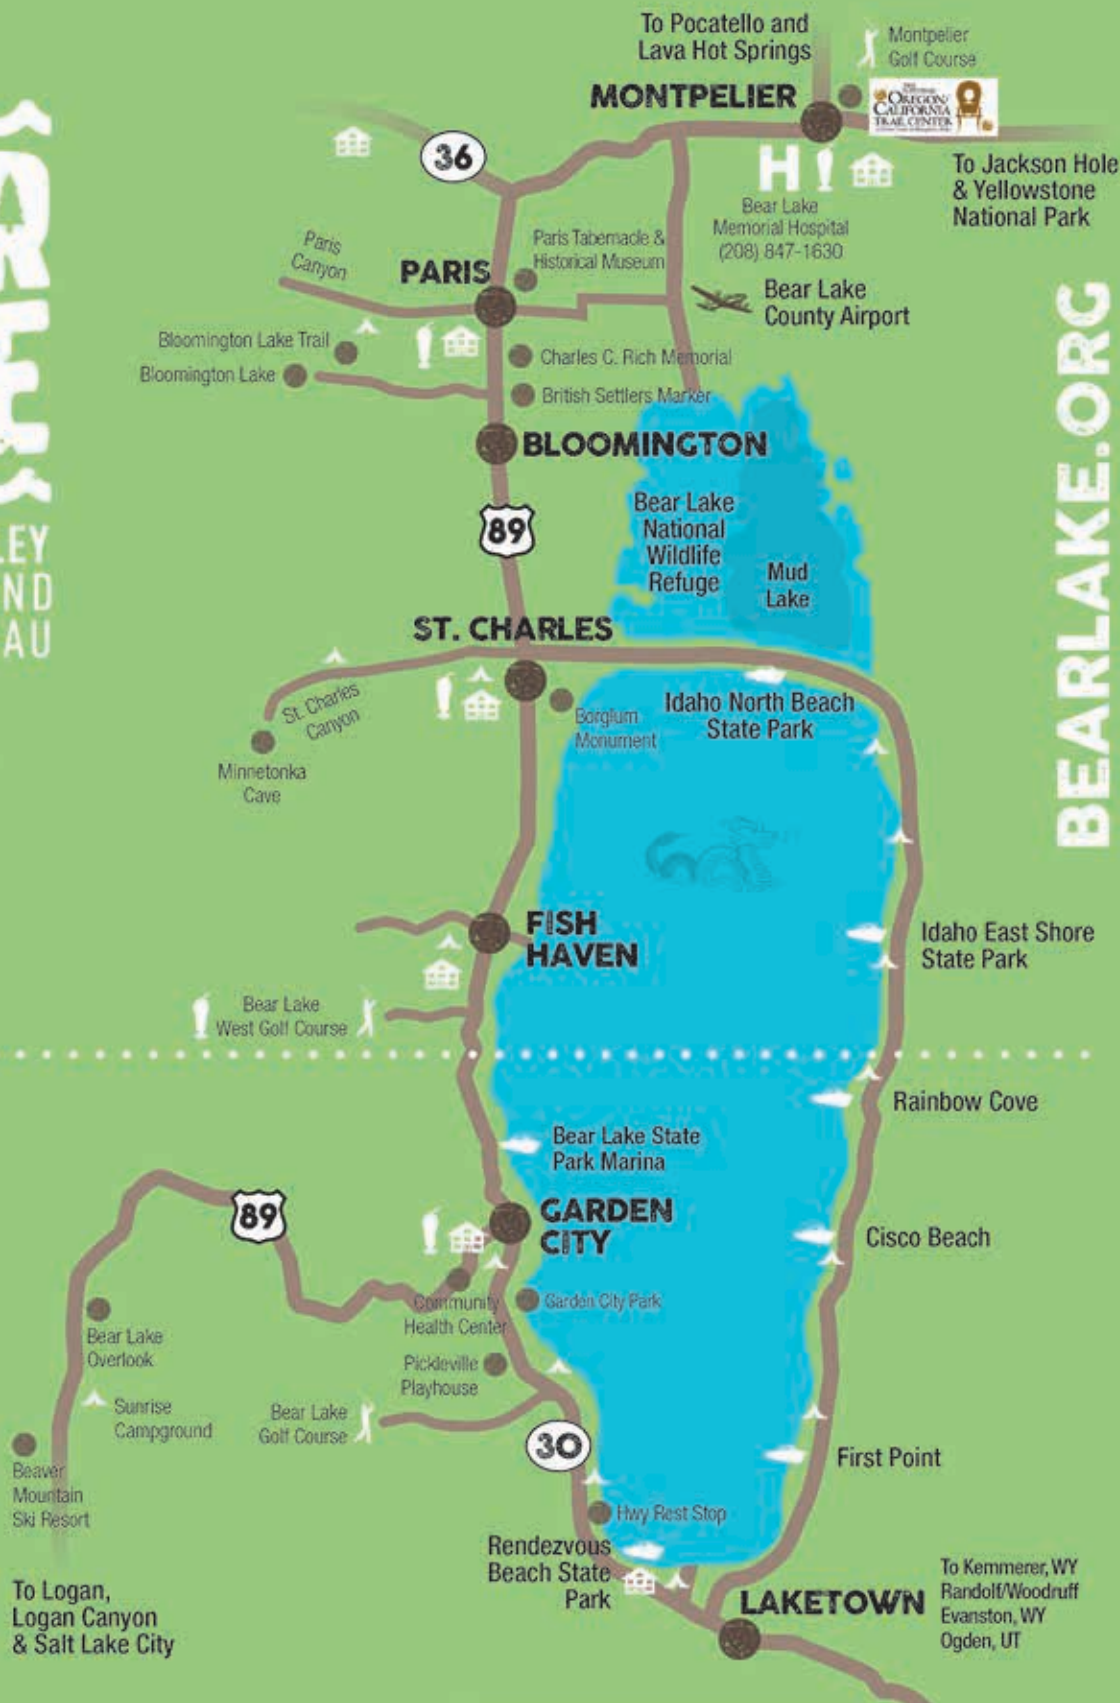 To Pocatello and
Lava Hot Springs
Montpelier
Golf Course
MONTPELIER
OREGON/
CALIFORNIA
TRAIL CENTER
36
H
To Jackson Hole
& Yellowstone
National Park
Bear Lake
Memorial Hospital
(208) 847-1630
Paris
Canyon
PARIS
Paris Tabernacle &
Historical Museum
Bear Lake
County Airport
Bloomington Lake Trail
Bloomington Lake
Charles C. Rich Memorial
British Settlers Marker
BLOOMINGTON
89
Bear Lake
National
Wildlife
Refuge
Mud
Lake
LEY
ND
AU
BEARLAKE.ORG
ST. CHARLES
St. Charles
Canyon
Minnetonka
Cave
Borglum
Monument
Idaho North Beach
State Park
FISH
HAVEN
Idaho East Shore
State Park
Bear Lake
West Golf Course
Rainbow Cove
Bear Lake State
Park Marina
89
GARDEN
CITY
Cisco Beach
Community
Health Center
Garden City Park
Bear Lake
Overlook
Pickleville
Playhouse
Sunrise
Campground
Bear Lake
Golf Course
30
First Point
Beaver
Mountain
Ski Resort
Hwy Rest Stop
Rendezvous
Beach State
Park
To Logan,
Logan Canyon
& Salt Lake City
LAKETOWN
To Kemmerer, WY
Randolf/Woodruff
Evanston, WY
Ogden, UT